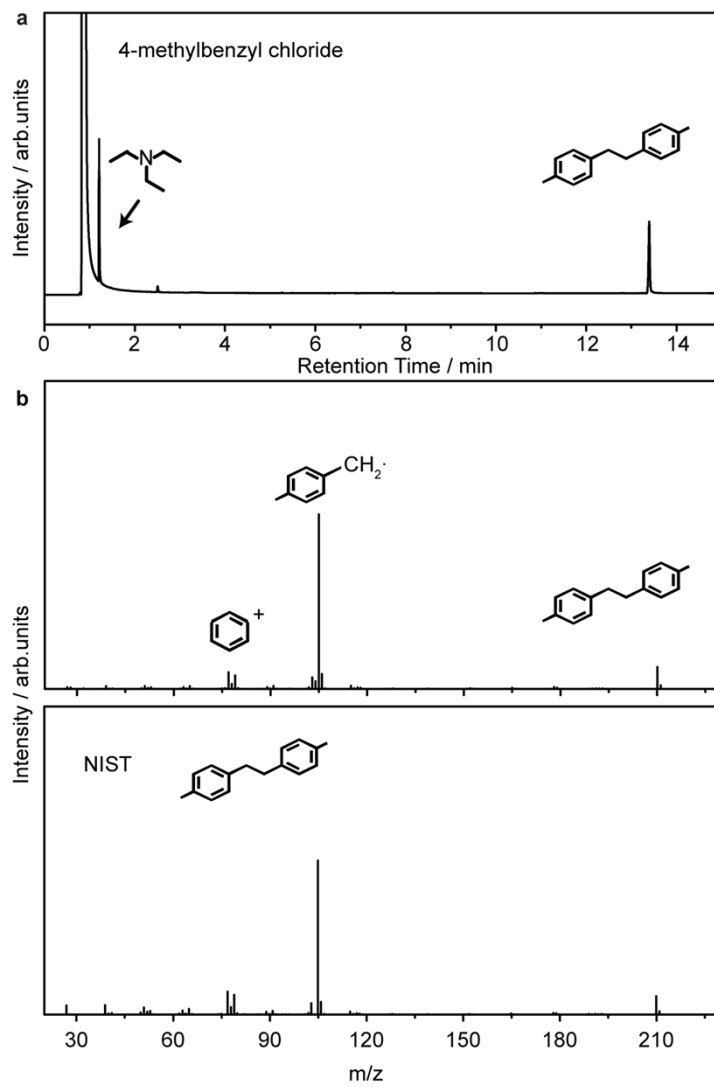 a
4-methylbenzyl chloride
N
Intensity / arb.units
0 2 4 6 8 10 12 14
Retention Time / min
b
CH2·
+
Intensity / arb.units
NIST
30 60 90 120 150 180 210
m/z